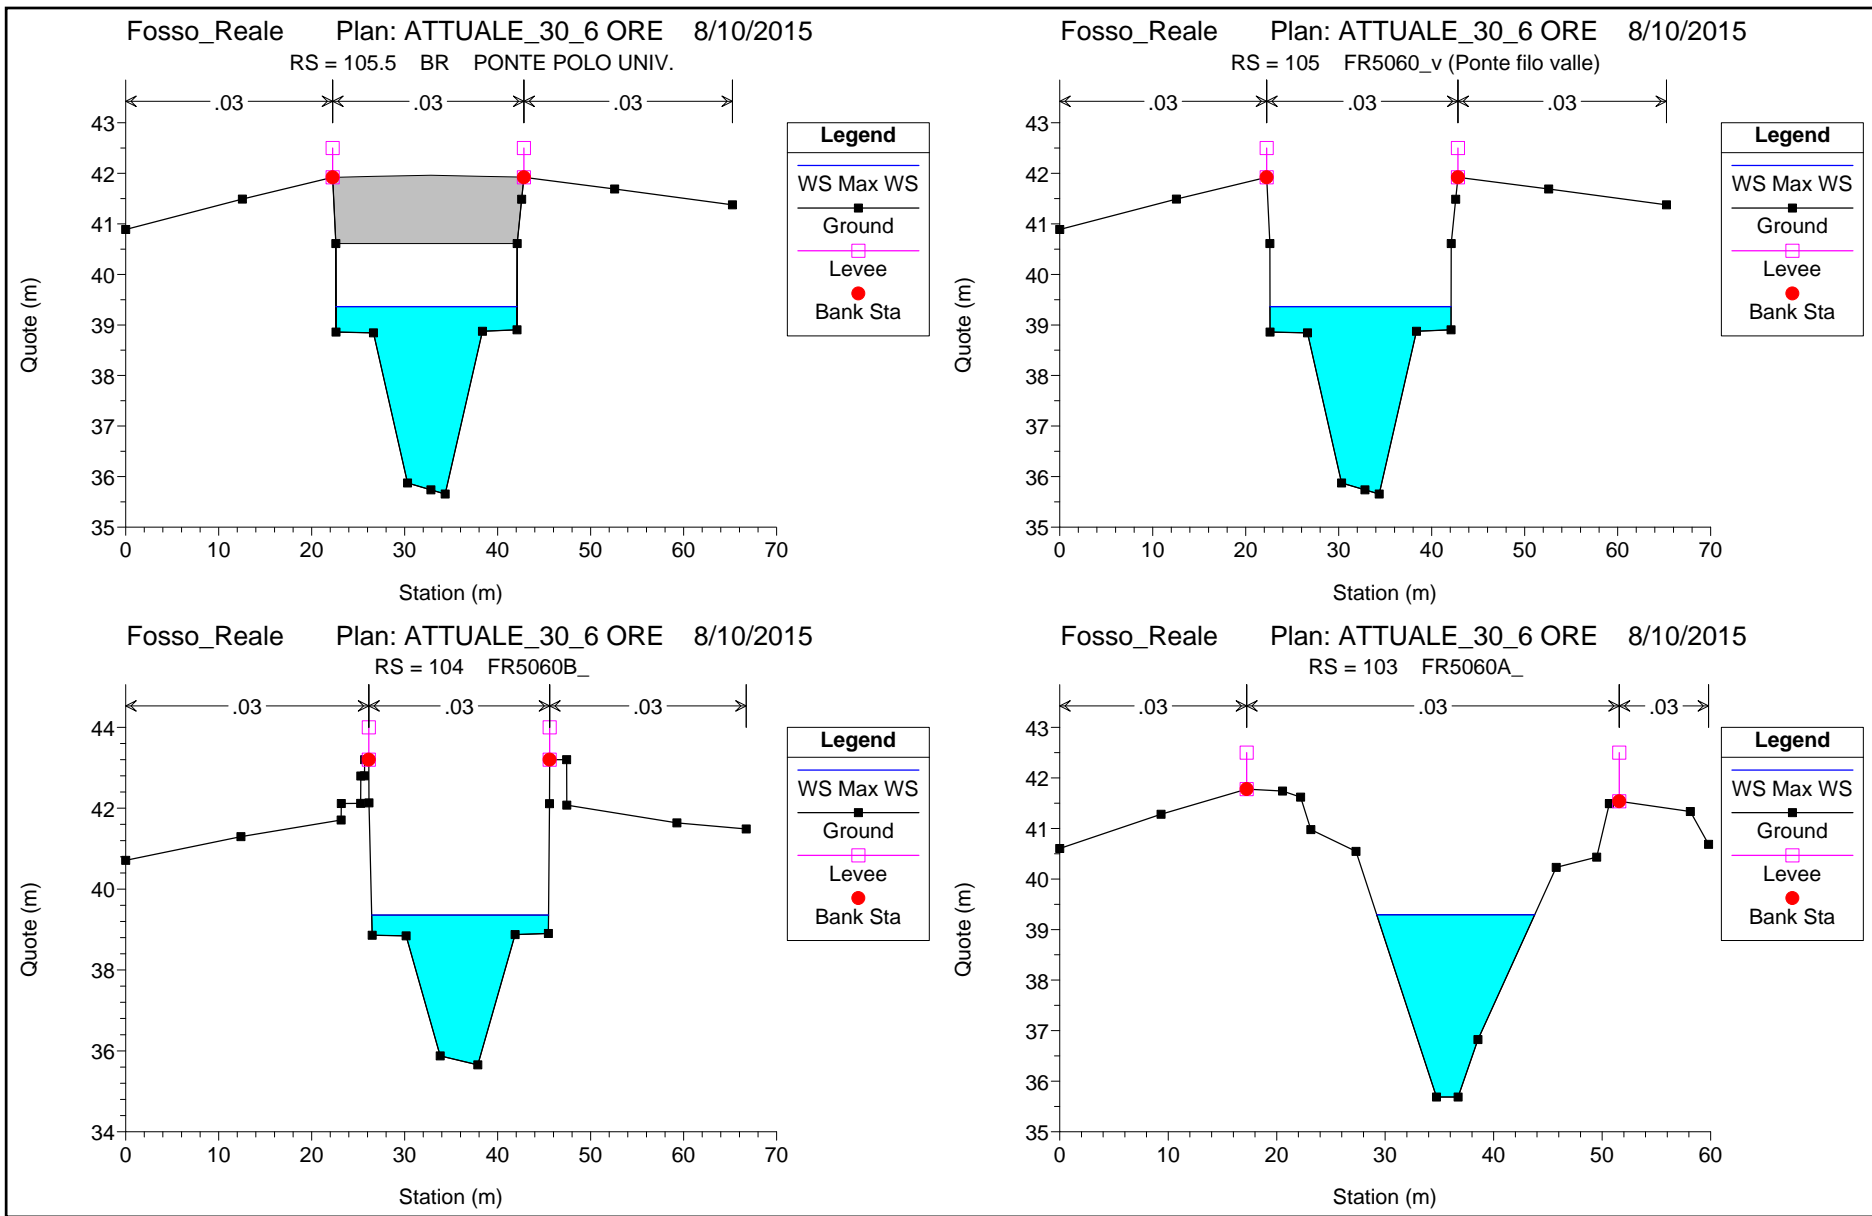 Fosso_Reale Plan: ATTUALE_30_6 ORE 8/10/2015
RS = 105.5 BR PONTE POLO UNIV.
.03 .03 .03
43
42
41
40
39
38
37
36
35
0 10 20 30 40 50 60 70
Quote (m)
Station (m)
Legend
WS Max WS
Ground
Levee
Bank Sta
Fosso_Reale Plan: ATTUALE_30_6 ORE 8/10/2015
RS = 105 FR5060_v (Ponte filo valle)
.03 .03 .03
43
42
41
40
39
38
37
36
35
0 10 20 30 40 50 60 70
Quote (m)
Station (m)
Legend
WS Max WS
Ground
Levee
Bank Sta
Fosso_Reale Plan: ATTUALE_30_6 ORE 8/10/2015
RS = 104 FR5060B_
.03 .03 .03
44
42
40
38
36
34
0 10 20 30 40 50 60 70
Quote (m)
Station (m)
Legend
WS Max WS
Ground
Levee
Bank Sta
Fosso_Reale Plan: ATTUALE_30_6 ORE 8/10/2015
RS = 103 FR5060A_
.03 .03 .03
43
42
41
40
39
38
37
36
35
0 10 20 30 40 50 60
Quote (m)
Station (m)
Legend
WS Max WS
Ground
Levee
Bank Sta